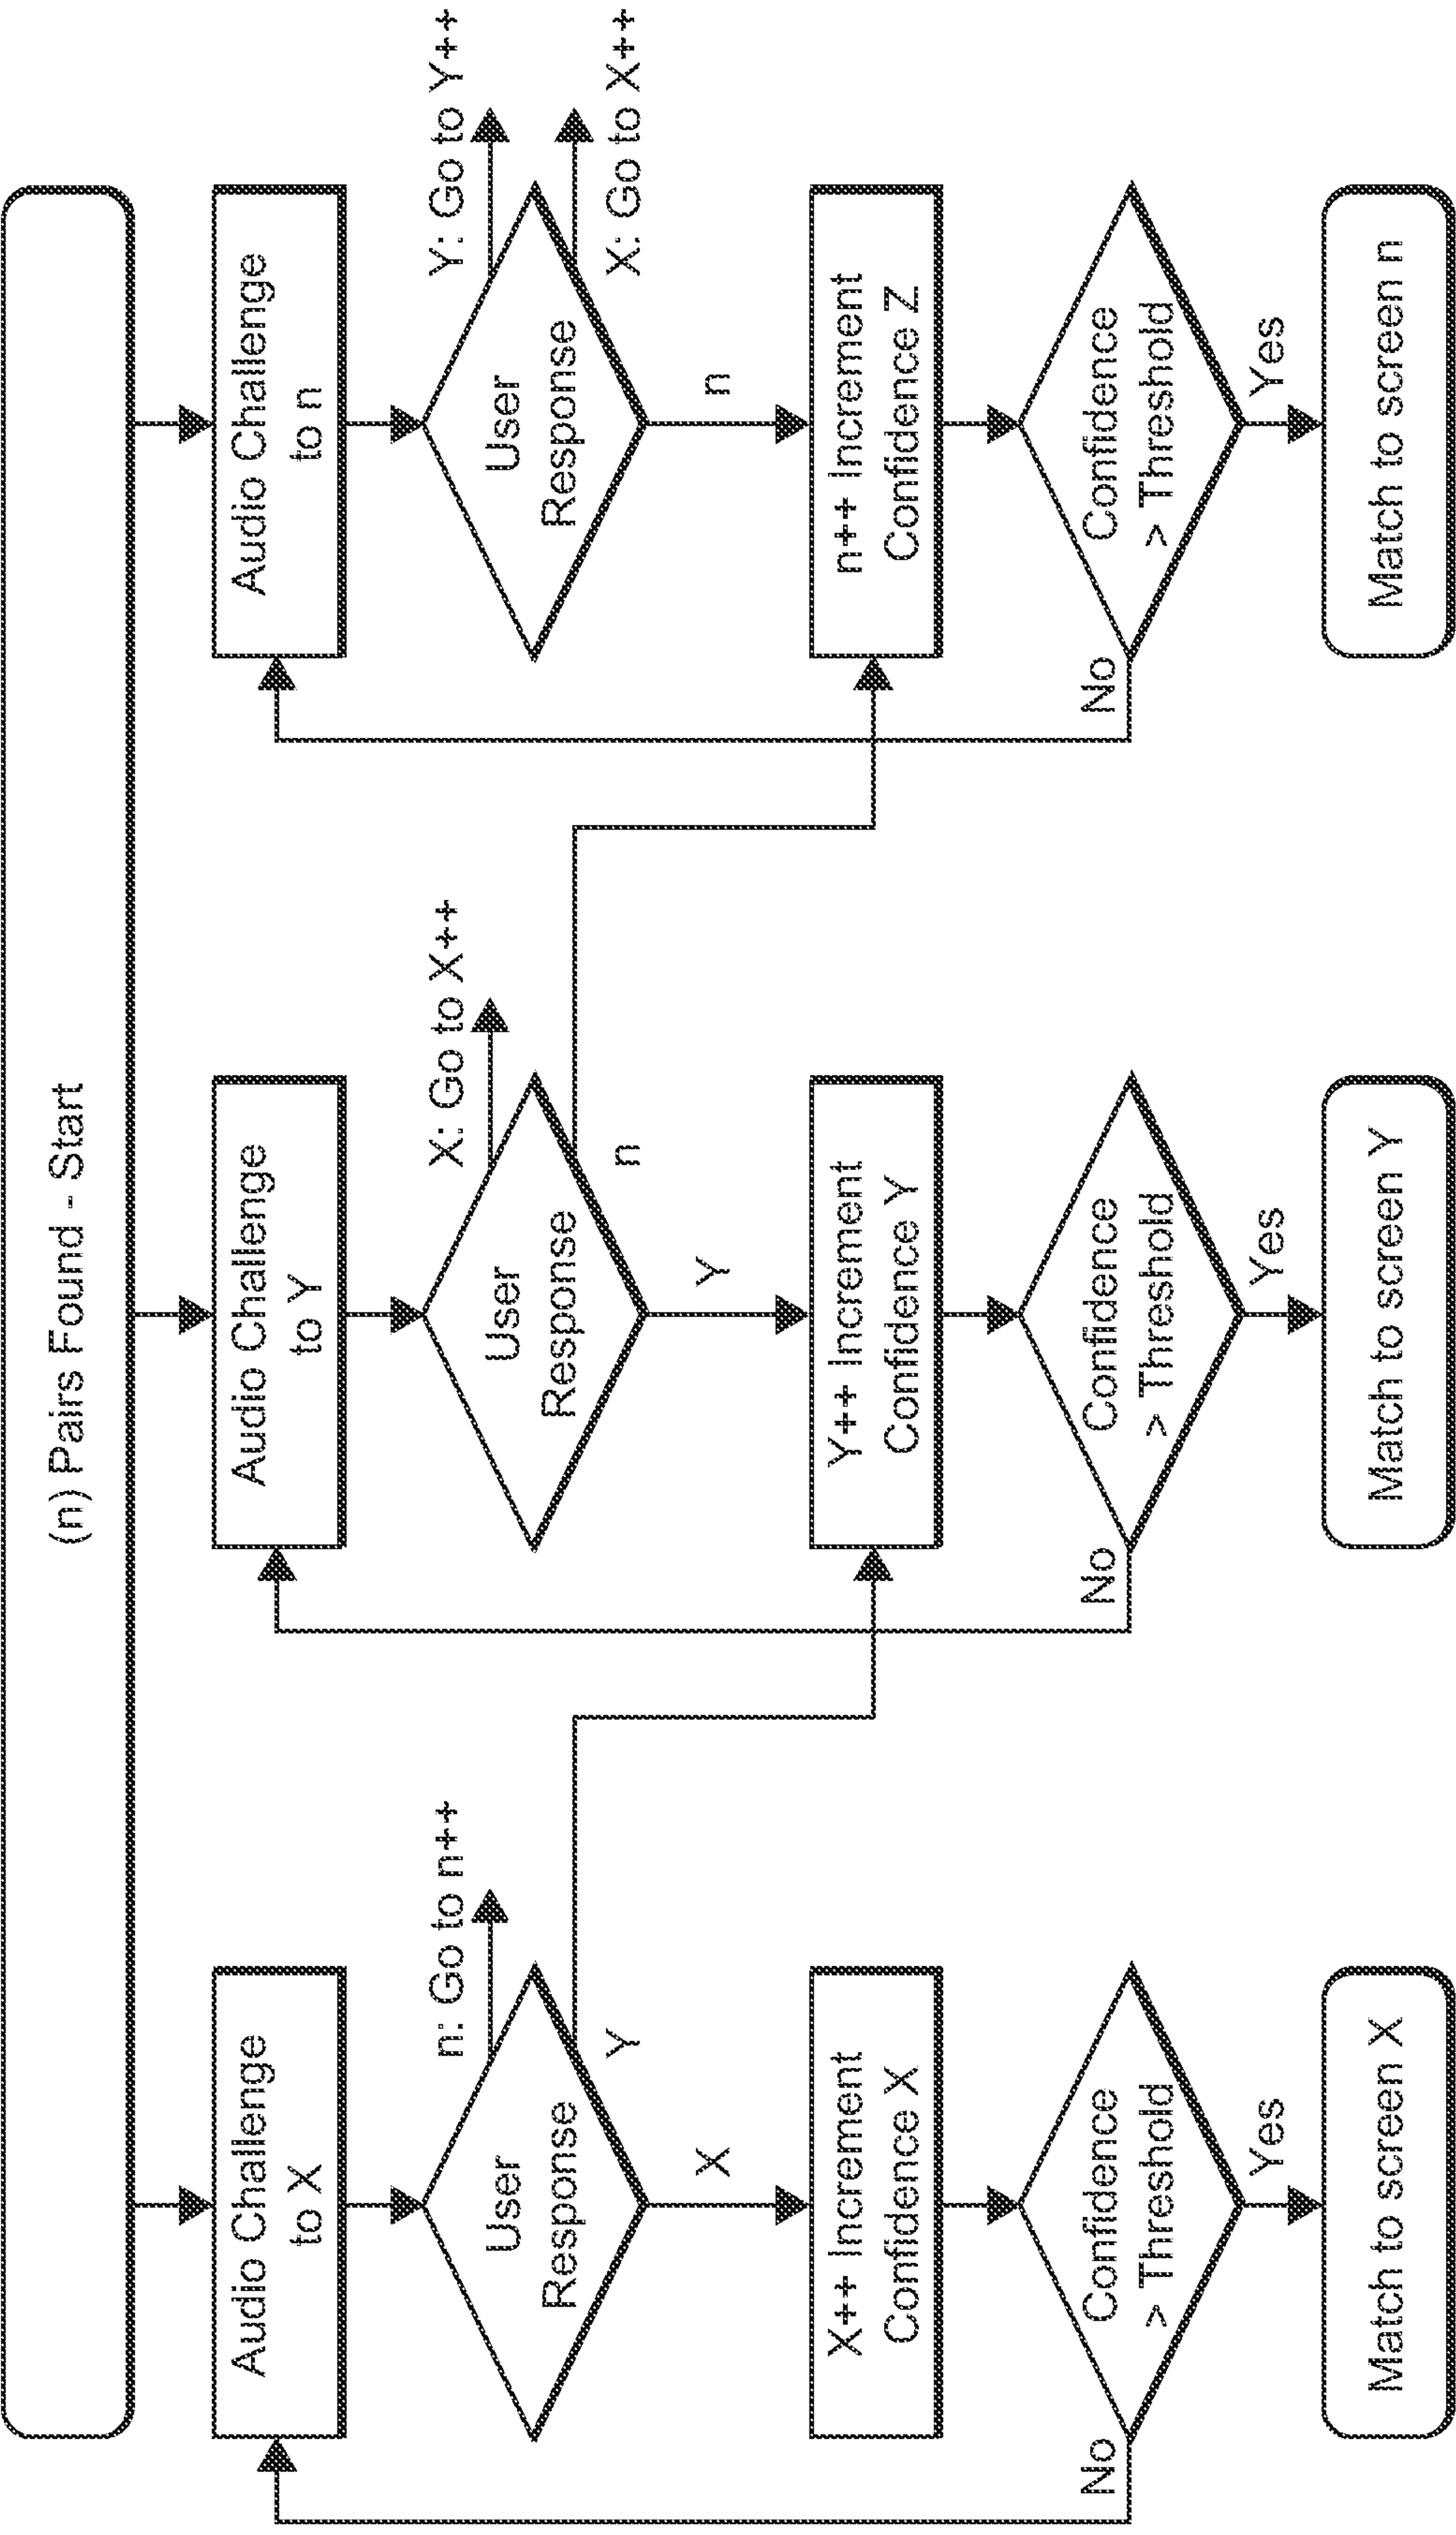 (n) Pairs Found - Start
Audio Challenge
to X
Audio Challenge
to Y
Audio Challenge
to n
n: Go to n++
X: Go to X++
Y: Go to Y++
User
Response
User
Response
User
Response
Y
n
X: Go to X++
X
Y
n
X++ Increment
Confidence X
Y++ Increment
Confidence Y
n++ Increment
Confidence Z
No
Confidence
> Threshold
No
Confidence
> Threshold
No
Confidence
> Threshold
Yes
Yes
Yes
Match to screen X
Match to screen Y
Match to screen n